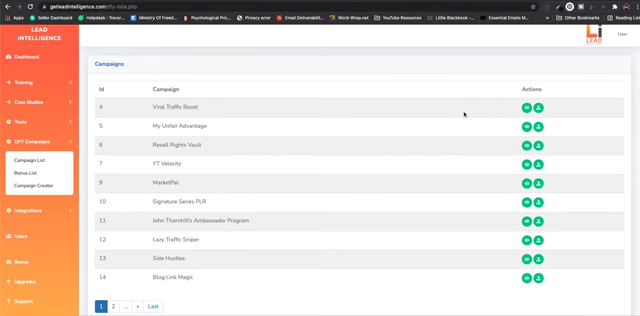 getleadintelligence.com/dfy-lists.php
Apps
Seller Dashboard
Helpdesk - Trevor...
Ministry Of Freed...
Psychological Pric...
Privacy error
Email Deliverabili...
Word-Wrap.net
YouTube Resources
Little Blackbook -...
Essential Emails M...
»
Other Bookmarks
Reading List
LEAD
INTELLIGENCE
Li
LEAD
User
Dashboard
Training
Case Studies
Tools
DFY Campaigns
Campaign List
Bonus List
Campaign Creator
Integrations
Users
Bonus
Upgrades
Support
Campaigns
Id Campaign Actions
4 Viral Traffic Boost
5 My Unfair Advantage
6 Resell Rights Vault
7 YT Velocity
9 MarketPal
10 Signature Series PLR
11 John Thornhill's Ambassador Program
12 Lazy Traffic Sniper
13 Side Hustles
14 Blog Link Magic
1 2 ... » Last